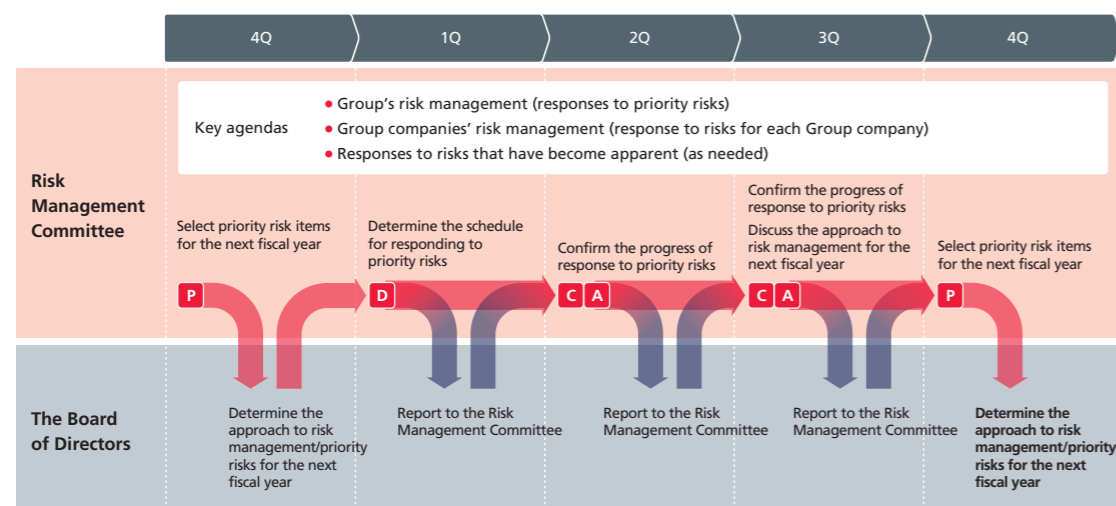 4Q
1Q
2Q
3Q
4Q
Key agendas
● Group's risk management (responses to priority risks)
● Group companies' risk management (response to risks for each Group company)
● Responses to risks that have become apparent (as needed)
Risk
Management
Committee
Select priority risk items
for the next fiscal year
Determine the schedule
for responding to
priority risks
Confirm the progress of
response to priority risks
Confirm the progress of
response to priority risks
Discuss the approach to
risk management for the
next fiscal year
Select priority risk items
for the next fiscal year
P
D
C A
C A
P
The Board
of Directors
Determine the
approach to risk
management/priority
risks for the next
fiscal year
Report to the Risk
Management Committee
Report to the Risk
Management Committee
Report to the Risk
Management Committee
Determine the
approach to risk
management/priority
risks for the next
fiscal year